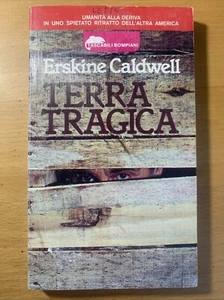 UMANITÀ ALLA DERIVA
IN UNO SPIETATO RITRATTO DELL'ALTRA AMERICA
TASCABILI BOMPIANI
Erskine Caldwell
TERRA
TRAGICA